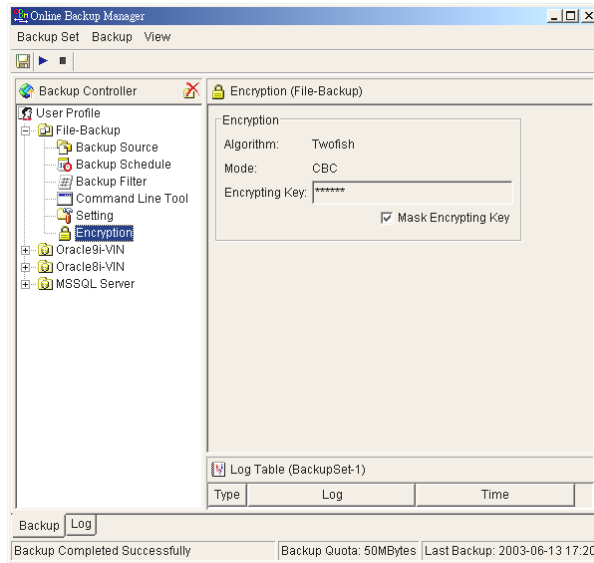 Online Backup Manager
Backup Set Backup View
Backup Controller
User Profile
File-Backup
Backup Source
Backup Schedule
Backup Filter
Command Line Tool
Setting
Encryption
Oracle9i-VIN
Oracle8i-VIN
MSSQL Server
Encryption (File-Backup)
Encryption
Algorithm: Twofish
Mode: CBC
Encrypting Key: ******
Mask Encrypting Key
Log Table (BackupSet-1)
Type Log Time
Backup Log
Backup Completed Successfully Backup Quota: 50MBytes Last Backup: 2003-06-13 17:20